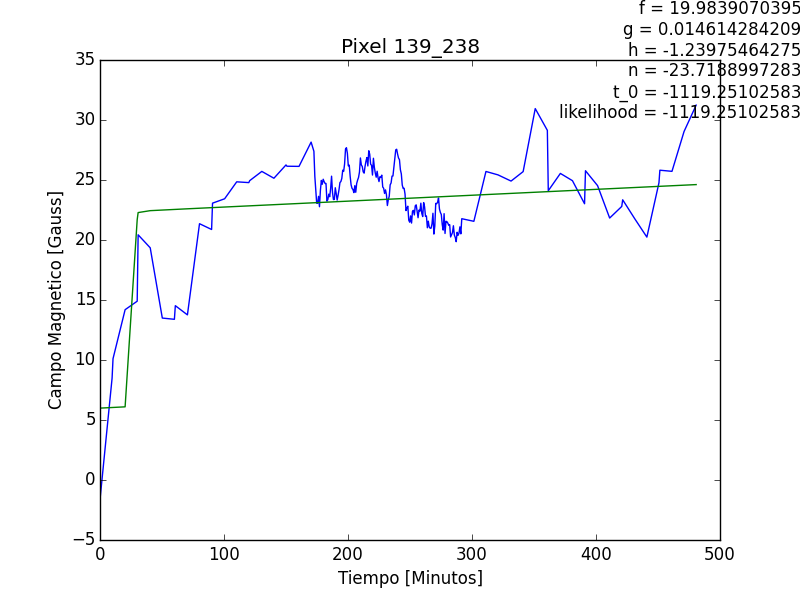 f = 19.9839070395
g = 0.014614284209
h = -1.23975464275
n = -23.7188997283
t_0 = -1119.25102583
likelihood = -1119.25102583
Pixel 139_238
Campo Magnetico [Gauss]
35
30
25
20
15
10
5
0
−5
0 100 200 300 400 500
Tiempo [Minutos]